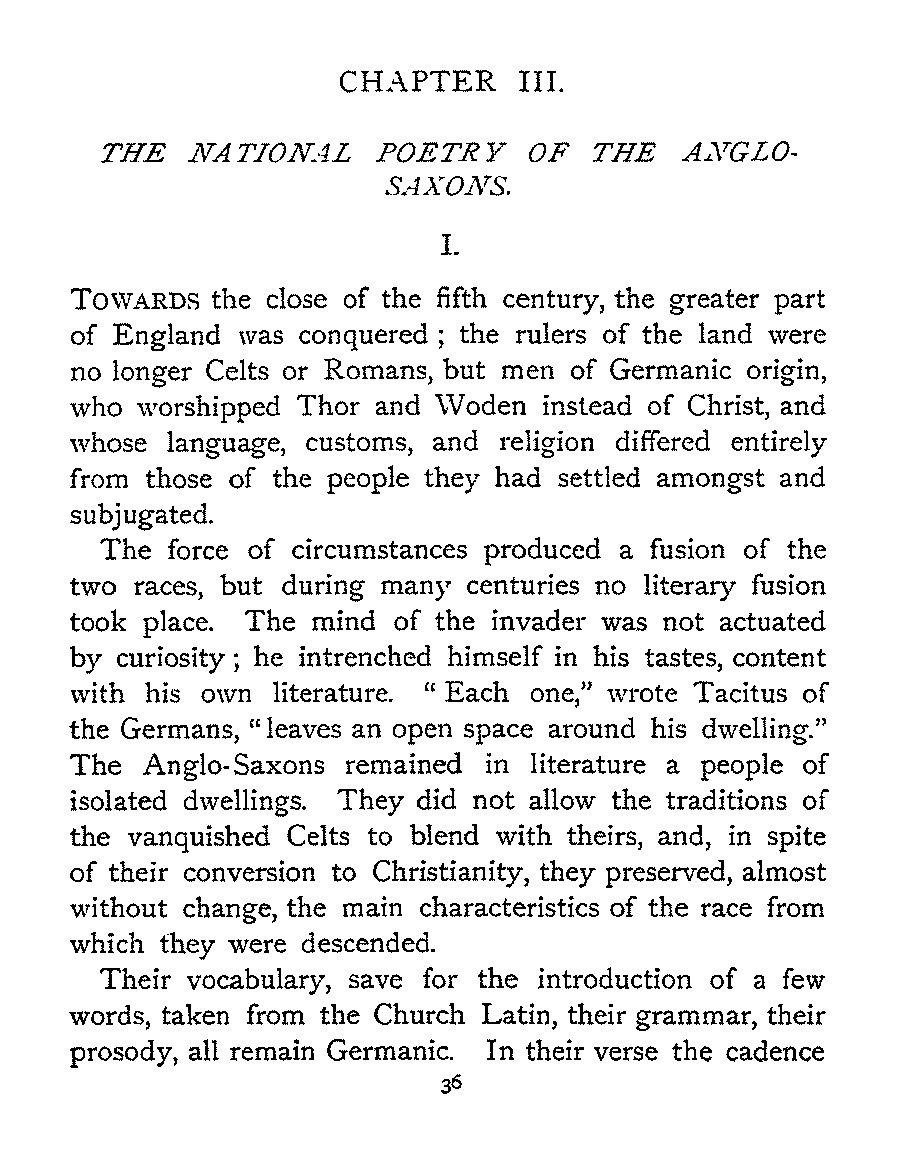 CHAPTER III.
THE NATIONAL POETRY OF THE ANGLO-
SAXONS.
I.
TOWARDS the close of the fifth century, the greater part
of England was conquered ; the rulers of the land were
no longer Celts or Romans, but men of Germanic origin,
who worshipped Thor and Woden instead of Christ, and
whose language, customs, and religion differed entirely
from those of the people they had settled amongst and
subjugated.
The force of circumstances produced a fusion of the
two races, but during many centuries no literary fusion
took place. The mind of the invader was not actuated
by curiosity ; he intrenched himself in his tastes, content
with his own literature. “ Each one,” wrote Tacitus of
the Germans, “ leaves an open space around his dwelling.”
The Anglo-Saxons remained in literature a people of
isolated dwellings. They did not allow the traditions of
the vanquished Celts to blend with theirs, and, in spite
of their conversion to Christianity, they preserved, almost
without change, the main characteristics of the race from
which they were descended.
Their vocabulary, save for the introduction of a few
words, taken from the Church Latin, their grammar, their
prosody, all remain Germanic. In their verse the cadence
36